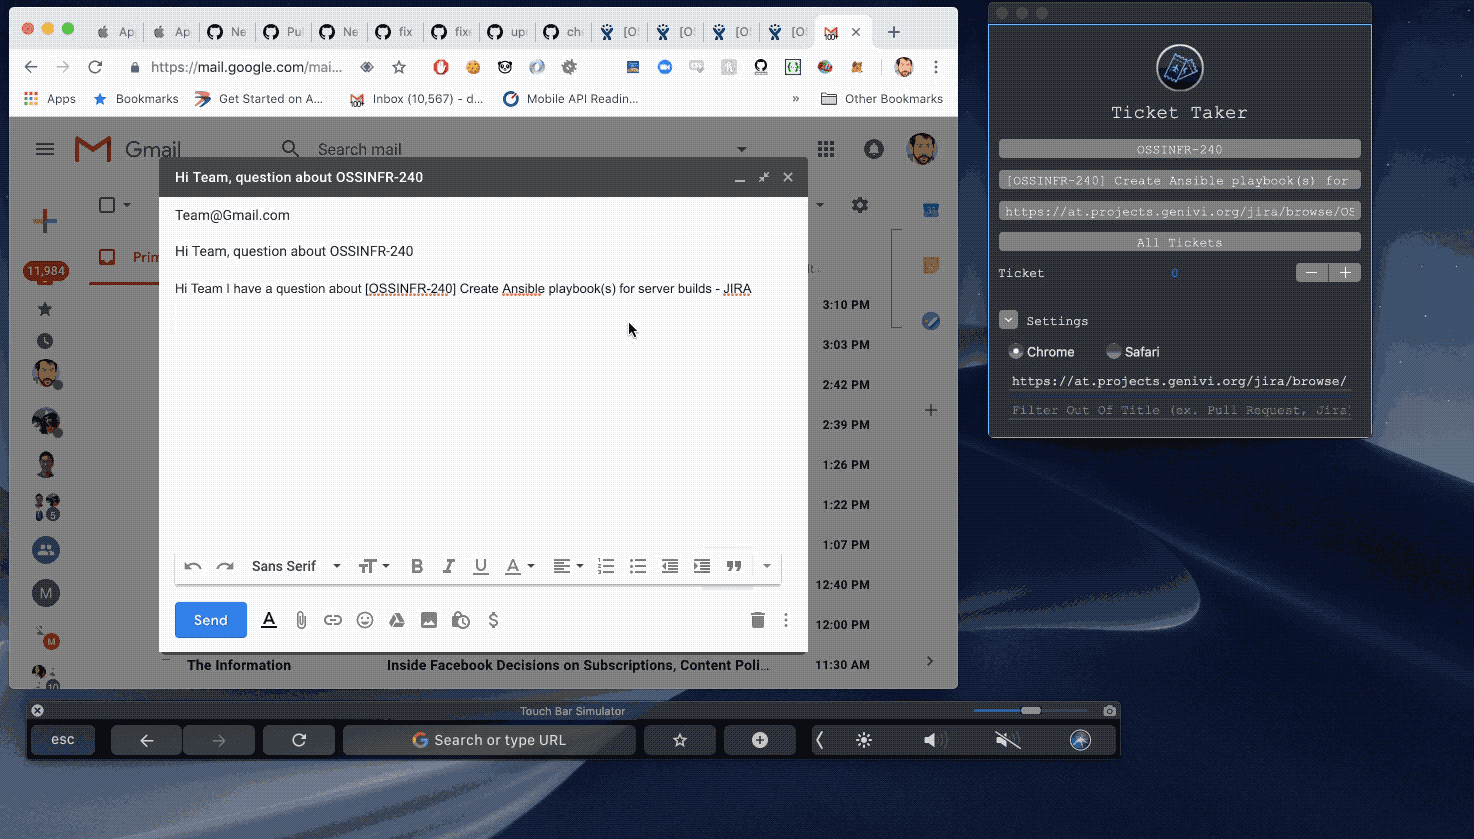 Ap
Ap
Ne
Pu
Ne
fix
fix
up
ch
[O
[O
[O
[O
https://mail.google.com/mai...
Apps
Bookmarks
Get Started on A...
Inbox (10,567) - d...
Mobile API Readin...
»
Other Bookmarks
Gmail
Search mail
11,984
Prim
Hi Team, question about OSSINFR-240
Team@Gmail.com
Hi Team, question about OSSINFR-240
Hi Team I have a question about [OSSINFR-240] Create Ansible playbook(s) for server builds - JIRA
Sans Serif
Send
3:10 PM
3:03 PM
2:42 PM
2:39 PM
1:26 PM
1:22 PM
1:07 PM
12:40 PM
12:00 PM
5
M
M
10
The Information
Inside Facebook Decisions on Subscriptions, Content Poli...
11:30 AM
Ticket Taker
OSSINFR-240
[OSSINFR-240] Create Ansible playbook(s) for
https://at.projects.genivi.org/jira/browse/OS
All Tickets
Ticket
0
Settings
Chrome
Safari
https://at.projects.genivi.org/jira/browse/
Filter Out Of Title (ex. Pull Request, Jira)
Touch Bar Simulator
esc
Search or type URL